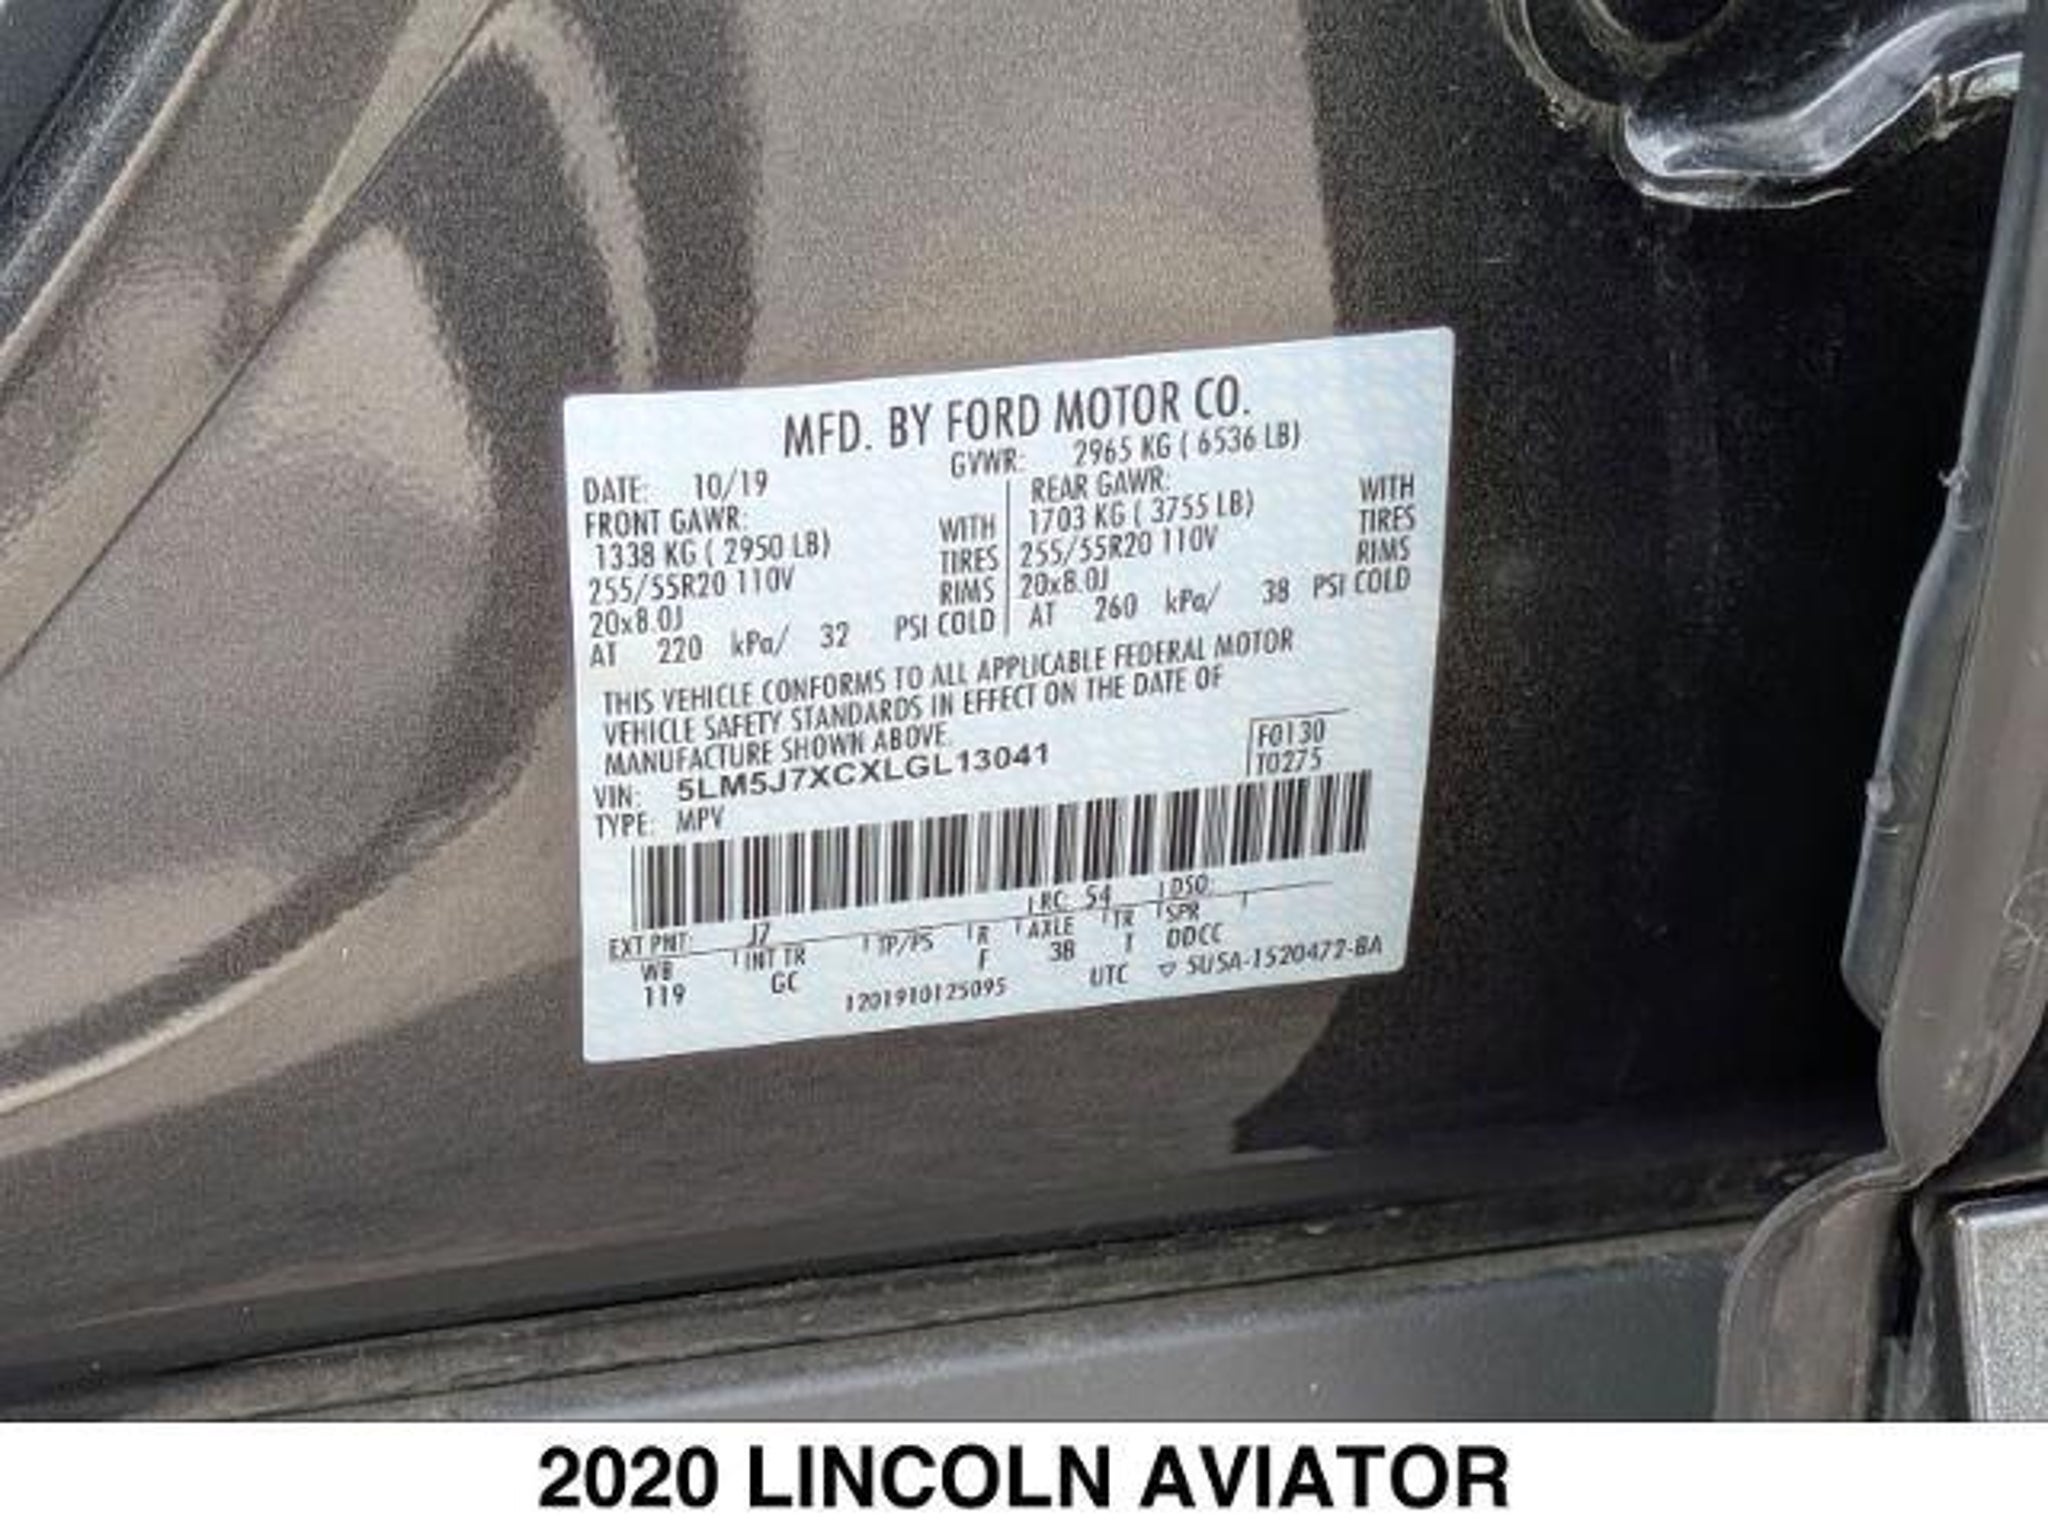 MFD. BY FORD MOTOR CO.
DATE: 10/19 GVWR: 2965 KG ( 6536 LB)
FRONT GAWR: WITH REAR GAWR: WITH
1338 KG ( 2950 LB) TIRES 1703 KG ( 3755 LB) TIRES
255/55R20 110V RIMS 255/55R20 110V RIMS
20x8.0J PSI COLD 20x8.0J PSI COLD
AT 220 kPa/ 32 AT 260 kPa/ 38
THIS VEHICLE CONFORMS TO ALL APPLICABLE FEDERAL MOTOR
VEHICLE SAFETY STANDARDS IN EFFECT ON THE DATE OF
MANUFACTURE SHOWN ABOVE.
VIN: 5LM5J7XCXLGL13041 F0130
TYPE: MPV T0275
EXT PNT: J7 RC: 54 DSO:
WB INT TR TP/PS R AXLE TR SPR
119 GC F 3B T DDCC
1201910125095 UTC ▽ 5U5A-1520472-BA
2020 LINCOLN AVIATOR